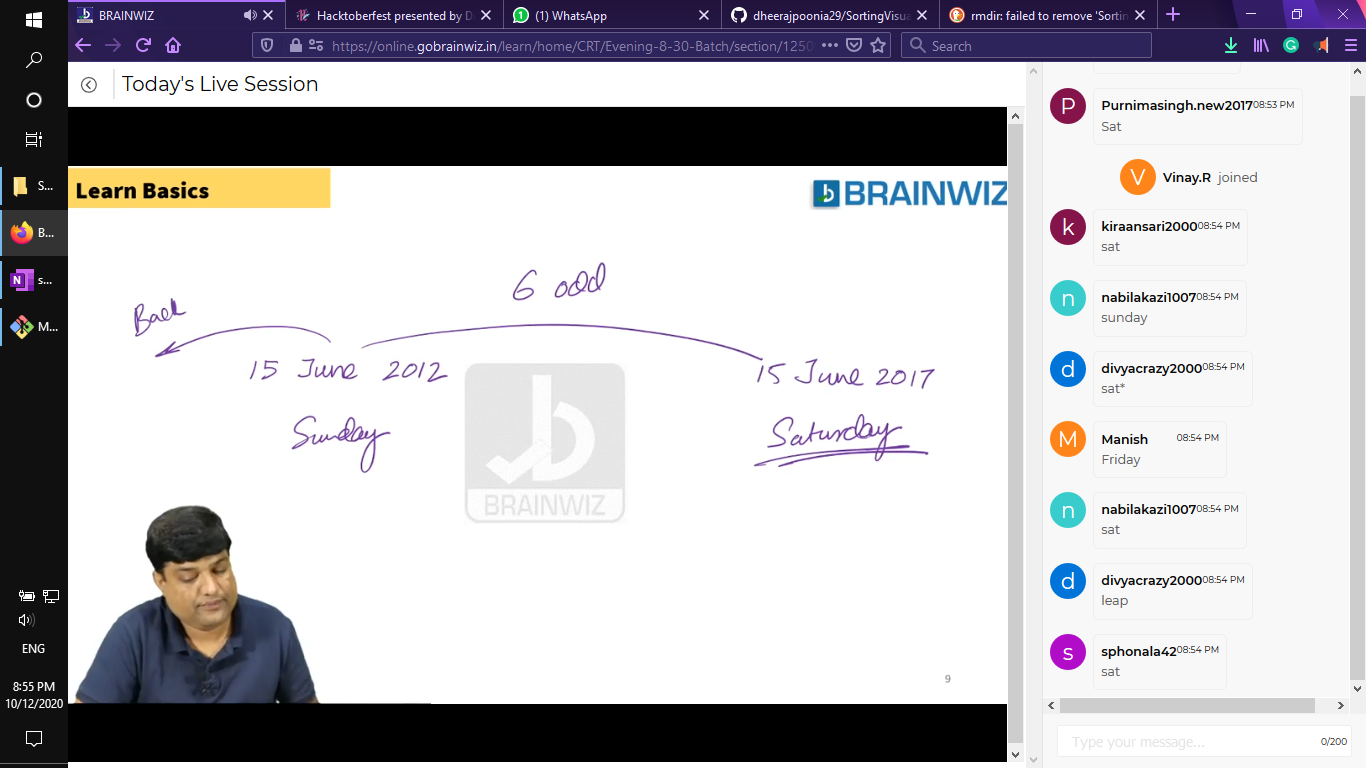 BRAINWIZ
Hacktoberfest presented by D
(1) WhatsApp
dheerajpoonia29/SortingVisua
rmdir: failed to remove 'Sortin
https://online.gobrainwiz.in/learn/home/CRT/Evening-8-30-Batch/section/1250
Search
Today's Live Session
Learn Basics
BRAINWIZ
6 odd
Back
15 June 2012
15 June 2017
Sunday
Saturday
BRAINWIZ
9
P
Purnimasingh.new2017 08:53 PM
Sat
V
Vinay.R joined
k
kiraansari2000 08:54 PM
sat
n
nabilakazi1007 08:54 PM
sunday
d
divyacrazy2000 08:54 PM
sat*
M
Manish 08:54 PM
Friday
n
nabilakazi1007 08:54 PM
sat
d
divyacrazy2000 08:54 PM
leap
s
sphonala42 08:54 PM
sat
Type your message...
0/200
S...
B...
N
s...
M...
ENG
8:55 PM
10/12/2020